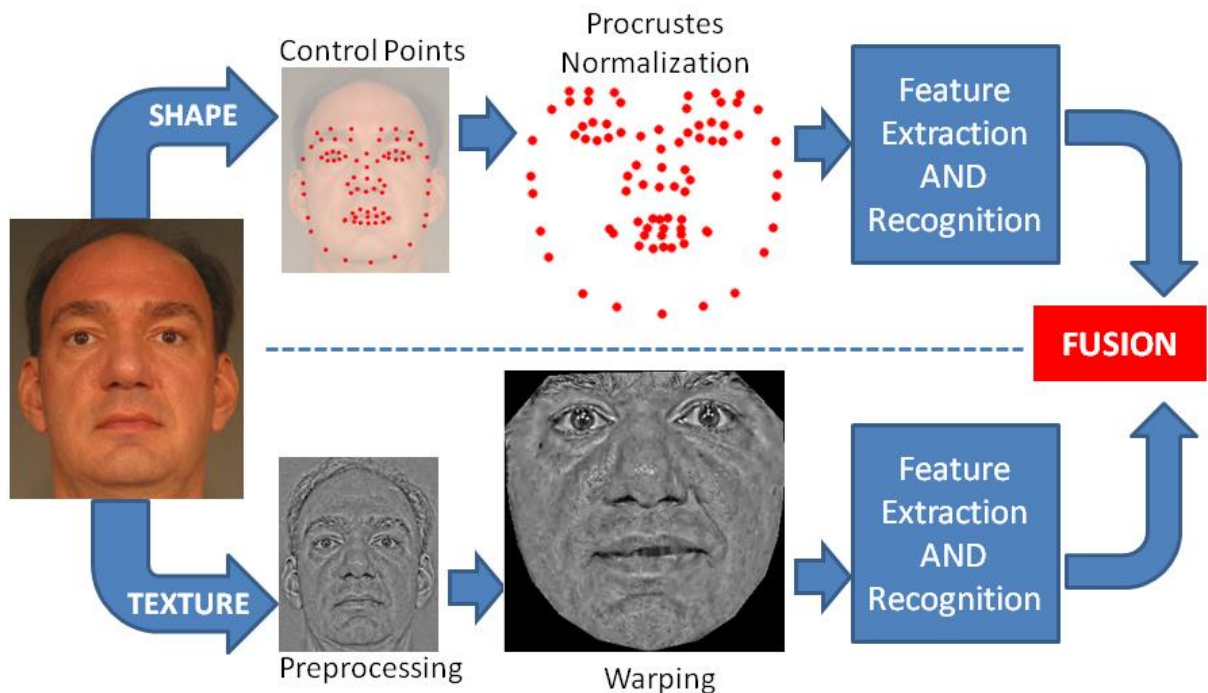 Control Points
Procrustes
Normalization
SHAPE
Feature
Extraction
AND
Recognition
FUSION
TEXTURE
Preprocessing
Warping
Feature
Extraction
AND
Recognition